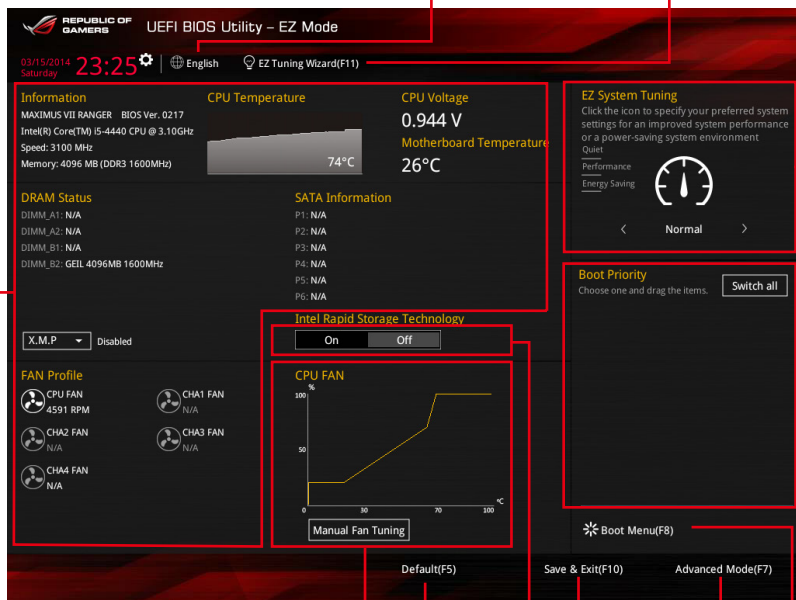 REPUBLIC OF
GAMERS
UEFI BIOS Utility – EZ Mode
03/15/2014
Saturday
23:25
English
EZ Tuning Wizard(F11)
Information
MAXIMUS VII RANGER BIOS Ver. 0217
Intel(R) Core(TM) i5-4440 CPU @ 3.10GHz
Speed: 3100 MHz
Memory: 4096 MB (DDR3 1600MHz)
CPU Temperature
74°C
CPU Voltage
0.944 V
Motherboard Temperature
26°C
EZ System Tuning
Click the icon to specify your preferred system
settings for an improved system performance
or a power-saving system environment
Quiet
Performance
Energy Saving
Normal
DRAM Status
DIMM_A1: N/A
DIMM_A2: N/A
DIMM_B1: N/A
DIMM_B2: GEIL 4096MB 1600MHz
SATA Information
P1: N/A
P2: N/A
P3: N/A
P4: N/A
P5: N/A
P6: N/A
X.M.P Disabled
Intel Rapid Storage Technology
On Off
Boot Priority
Choose one and drag the items.
Switch all
FAN Profile
CPU FAN
4591 RPM
CHA1 FAN
N/A
CHA2 FAN
N/A
CHA3 FAN
N/A
CHA4 FAN
N/A
CPU FAN
%
100
50
°C
0 30 70 100
Manual Fan Tuning
Boot Menu(F8)
Default(F5)
Save & Exit(F10)
Advanced Mode(F7)